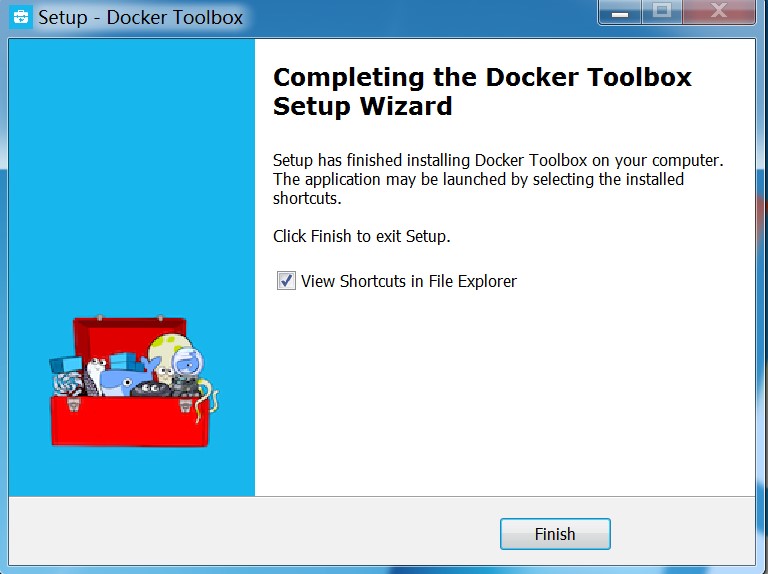 Setup - Docker Toolbox
Completing the Docker Toolbox
Setup Wizard
Setup has finished installing Docker Toolbox on your computer.
The application may be launched by selecting the installed
shortcuts.
Click Finish to exit Setup.
View Shortcuts in File Explorer
Finish